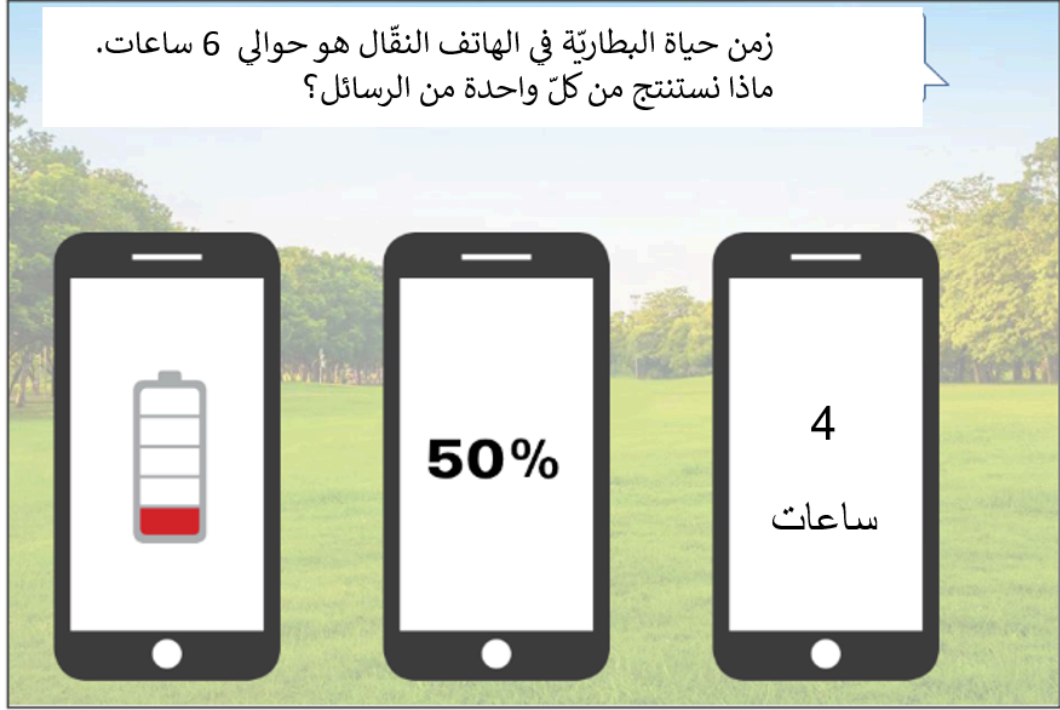 زمن حياة البطاريّة في الهاتف النقّال هو حوالي 6 ساعات.
ماذا نستنتج من كلّ واحدة من الرسائل؟
4
ساعات
50%